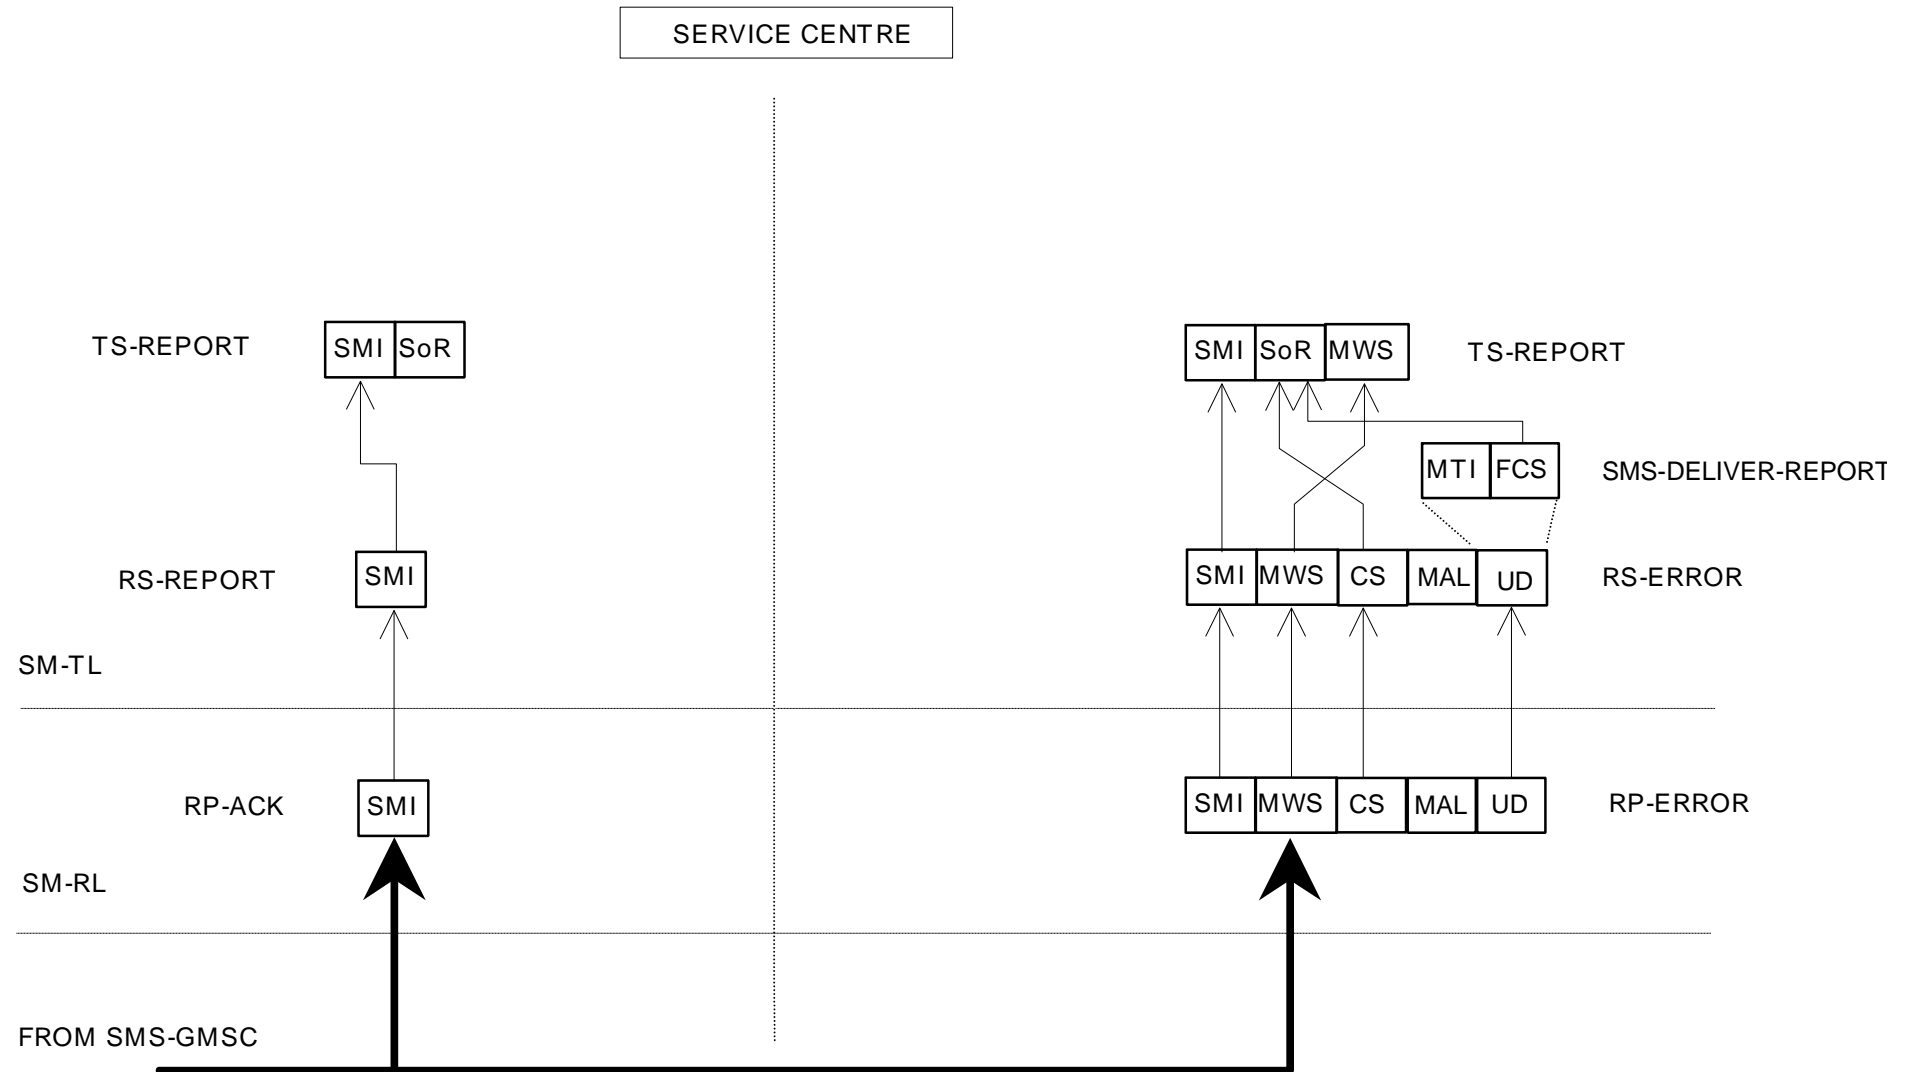 SERVICE CENTRE
TS-REPORT SMI SoR SMI SoR MWS TS-REPORT
MTI FCS SMS-DELIVER-REPORT
RS-REPORT SMI SMI MWS CS MAL UD RS-ERROR
SM-TL
RP-ACK SMI SMI MWS CS MAL UD RP-ERROR
SM-RL
FROM SMS-GMSC